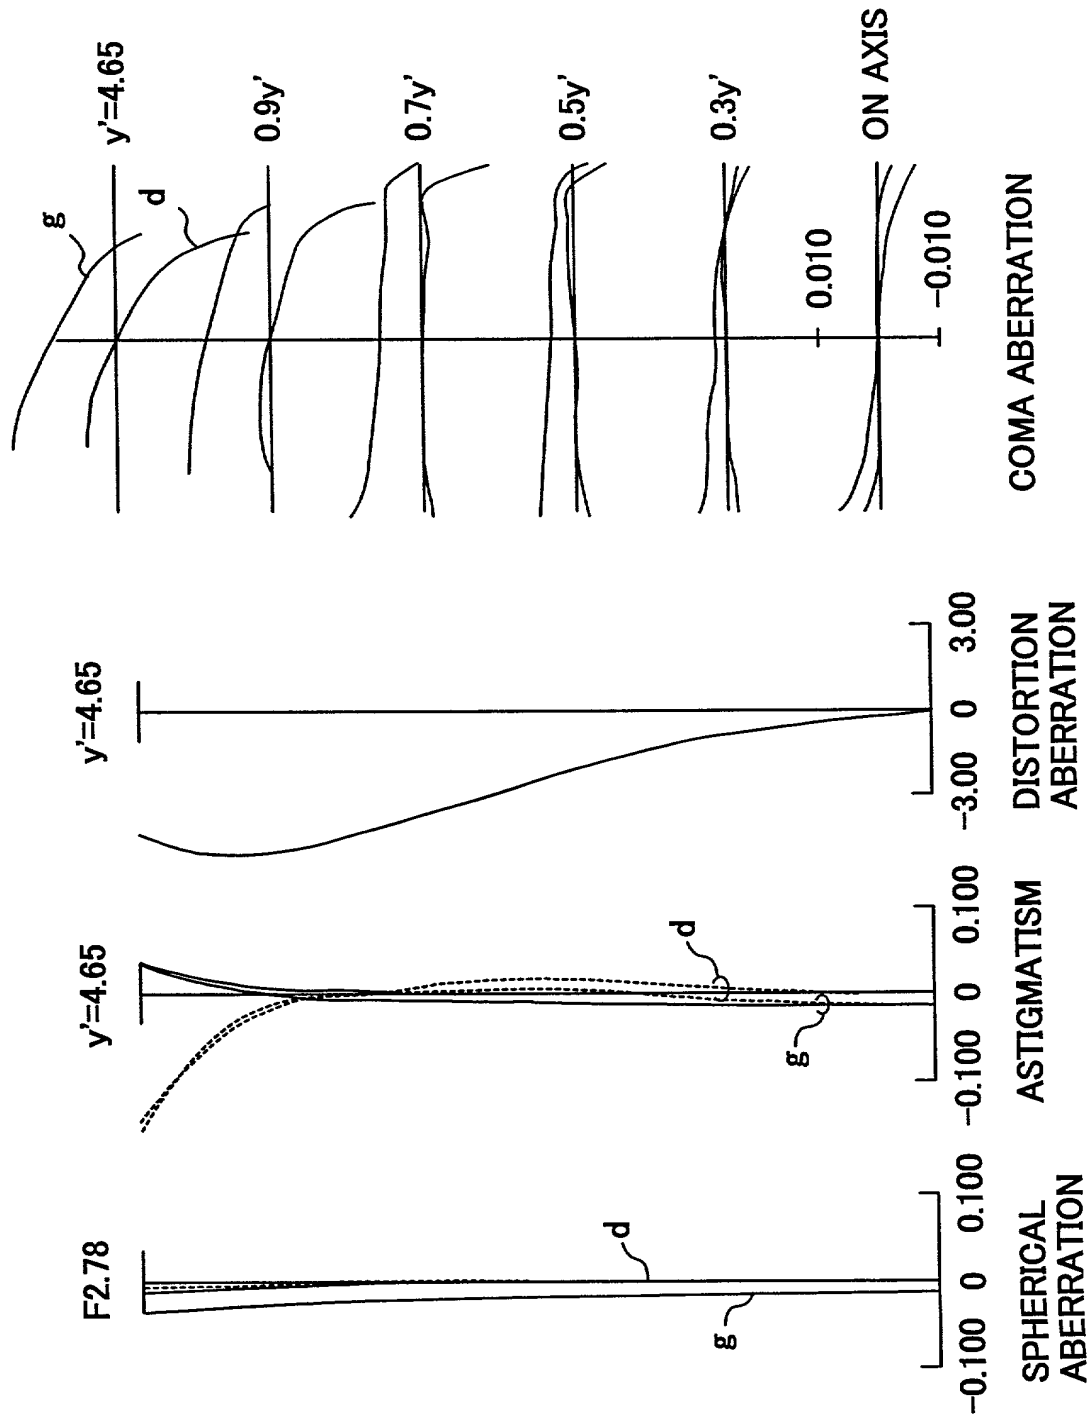 F2.78
d
g
−0.100
0
0.100
SPHERICAL
ABERRATION
y'=4.65
d
g
−0.100
0
0.100
ASTIGMATISM
y'=4.65
−3.00
0
3.00
DISTORTION
ABERRATION
g
d
y'=4.65
0.9y'
0.7y'
0.5y'
0.3y'
0.010
ON AXIS
−0.010
COMA ABERRATION